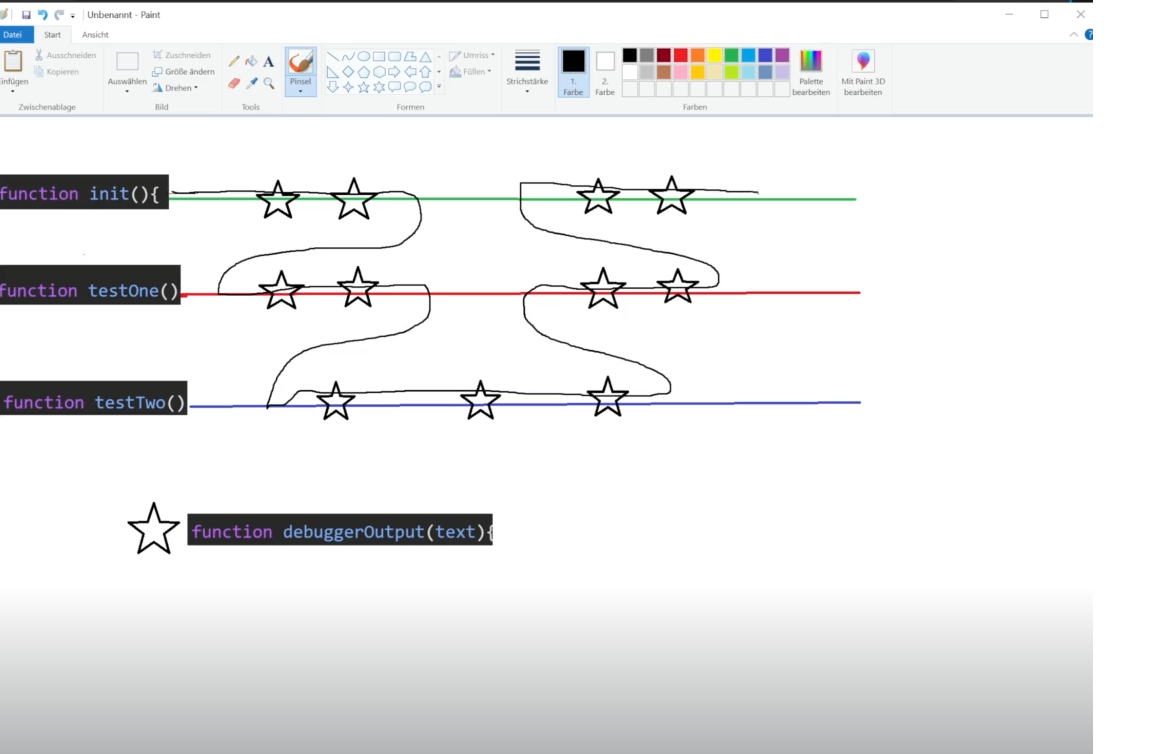 Unbenannt - Paint
Datei Start Ansicht
Ausschneiden
Kopieren
Zwischenablage
Auswählen
Zuschneiden
Größe ändern
Drehen
Bild
A
Tools
Pinsel
Umriss
Füllen
Formen
Strichstärke
1. Farbe
2. Farbe
Palette bearbeiten
Mit Paint 3D bearbeiten
Farben
function init(){
function testOne()
function testTwo()
function debuggerOutput(text){